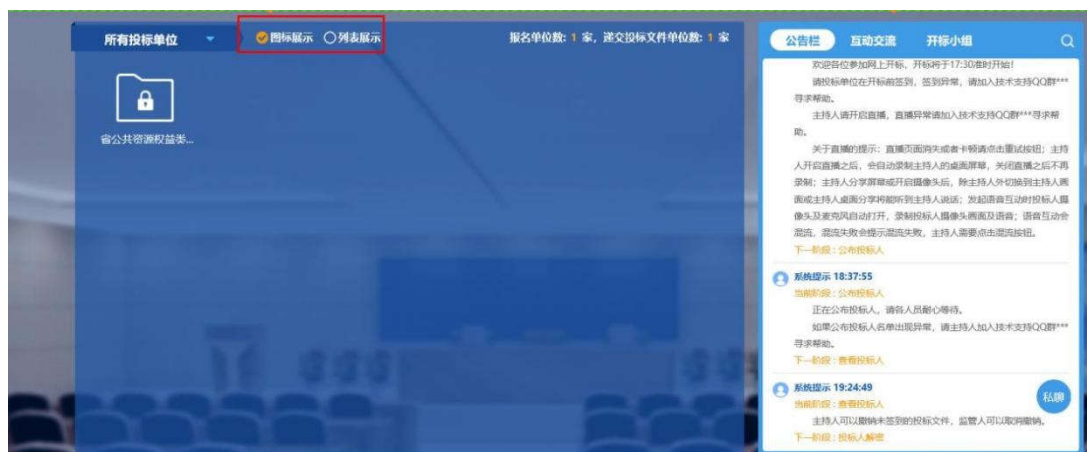 所有投标单位
图标展示 列表展示
报名单位数: 1 家, 递交投标文件单位数: 1 家
省公共资源权益类...
公告栏 互动交流 开标小组
欢迎各位参加网上开标，开标将于17:30准时开始!
请投标单位在开标前签到，签到异常，请加入技术支持QQ群***
寻求帮助。
主持人请开启直播，直播异常请加入技术支持QQ群***寻求帮
助。
关于直播的提示：直播页面消失或者卡顿请点击重试按钮；主持
人开启直播之后，会自动录制主持人的桌面屏幕，关闭直播之后不再
录制；主持人分享屏幕或开启摄像头后，除主持人外切换到主持人画
面或主持人桌面分享将能听到主持人说话；发起语音互动时投标人摄
像头及麦克风自动打开，录制投标人摄像头画面及语音；语音互动会
混流，混流失败会提示混流失败，主持人需要点击混流按钮。
下一阶段：公布投标人
系统提示 18:37:55
当前阶段：公布投标人
正在公布投标人，请各人员耐心等待。
如果公布投标人名单出现异常，请主持人加入技术支持QQ群***
寻求帮助。
下一阶段：查看投标人
系统提示 19:24:49
当前阶段：查看投标人
主持人可以撤销未签到的投标文件，监管人可以取消撤销。
下一阶段：投标人解密
私聊